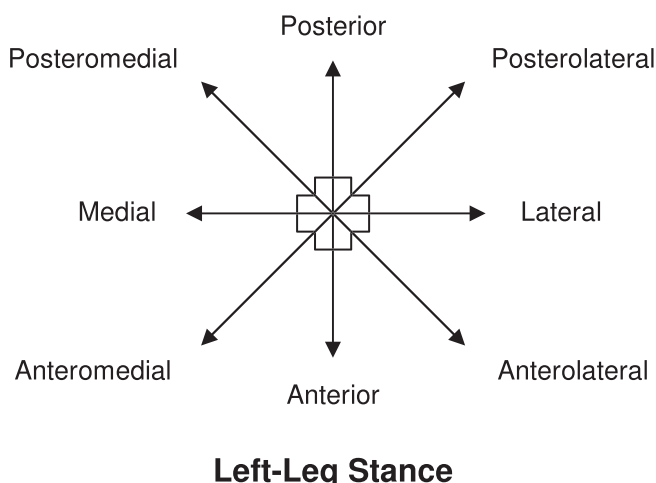 Posterior
Posteromedial
Posterolateral
Medial
Lateral
Anteromedial
Anterolateral
Anterior
Left-Leg Stance